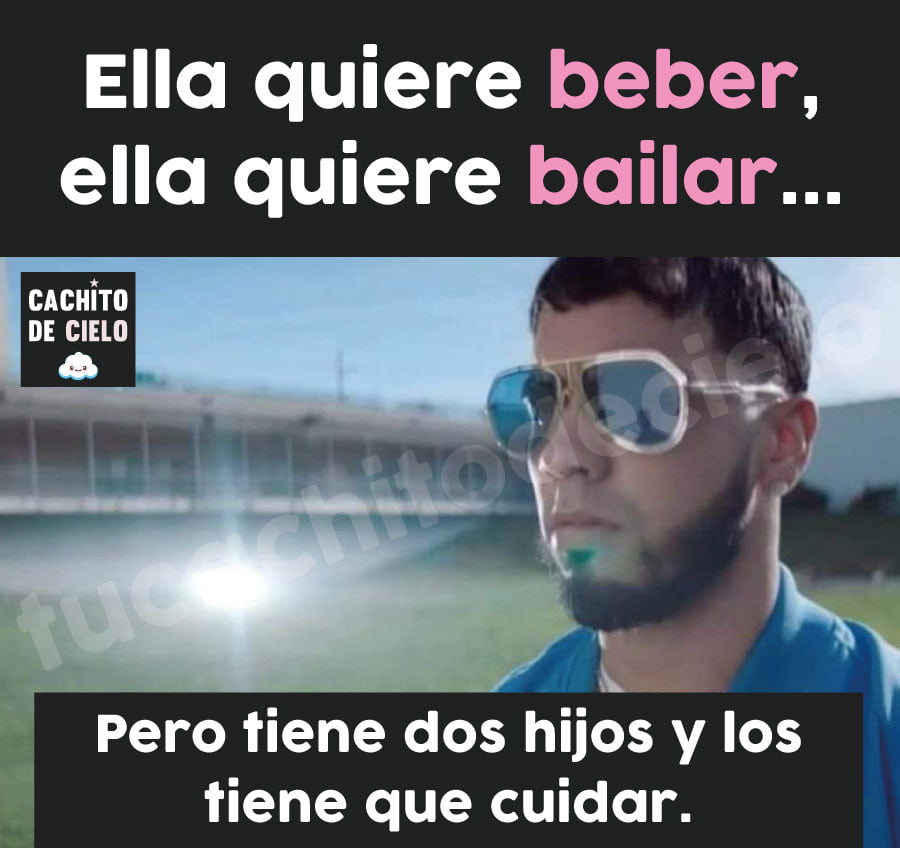 Ella quiere beber,
ella quiere bailar...
CACHITO
DE CIELO
tucachitodecielo
Pero tiene dos hijos y los
tiene que cuidar.